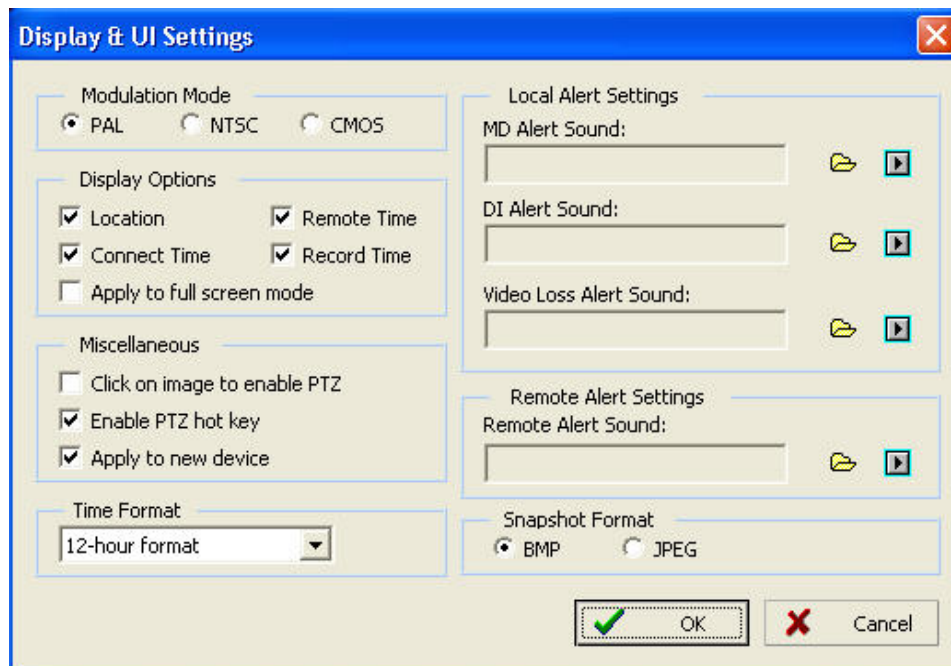 Display & UI Settings
Modulation Mode
PAL NTSC CMOS
Display Options
Location Remote Time
Connect Time Record Time
Apply to full screen mode
Miscellaneous
Click on image to enable PTZ
Enable PTZ hot key
Apply to new device
Time Format
12-hour format
Local Alert Settings
MD Alert Sound:
DI Alert Sound:
Video Loss Alert Sound:
Remote Alert Settings
Remote Alert Sound:
Snapshot Format
BMP JPEG
OK Cancel